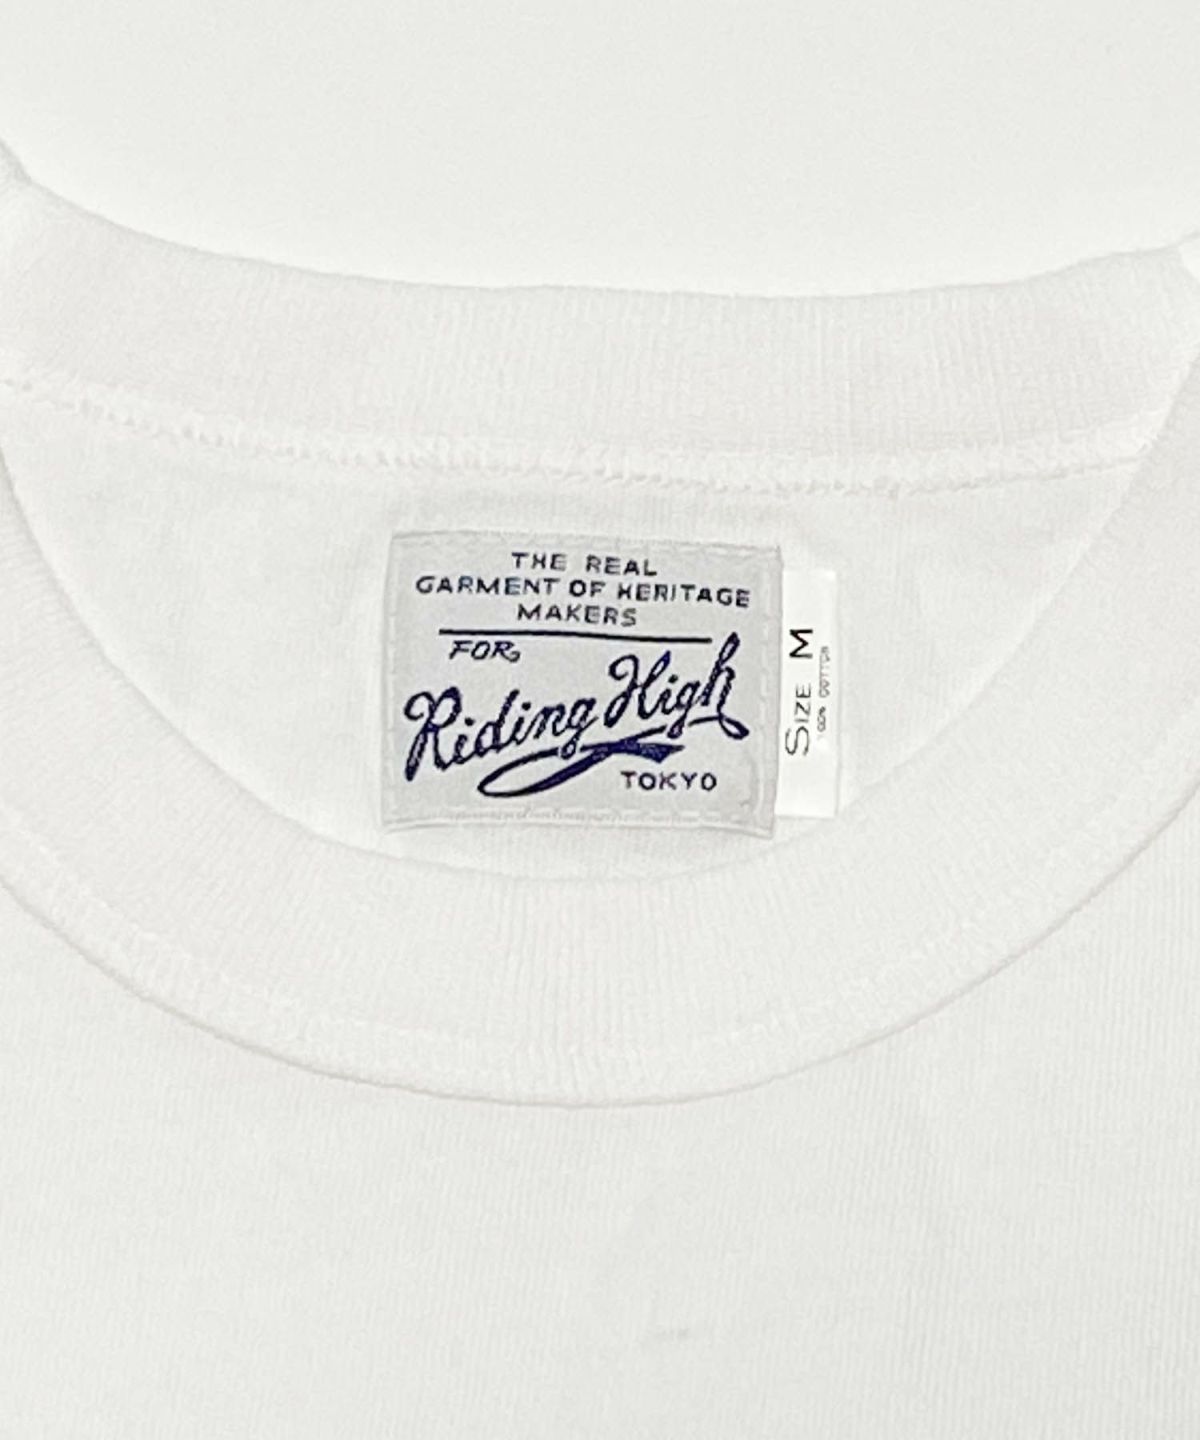 THE REAL
GARMENT OF HERITAGE
MAKERS
FOR
Riding High
TOKYO
SIZE M
100% COTTON